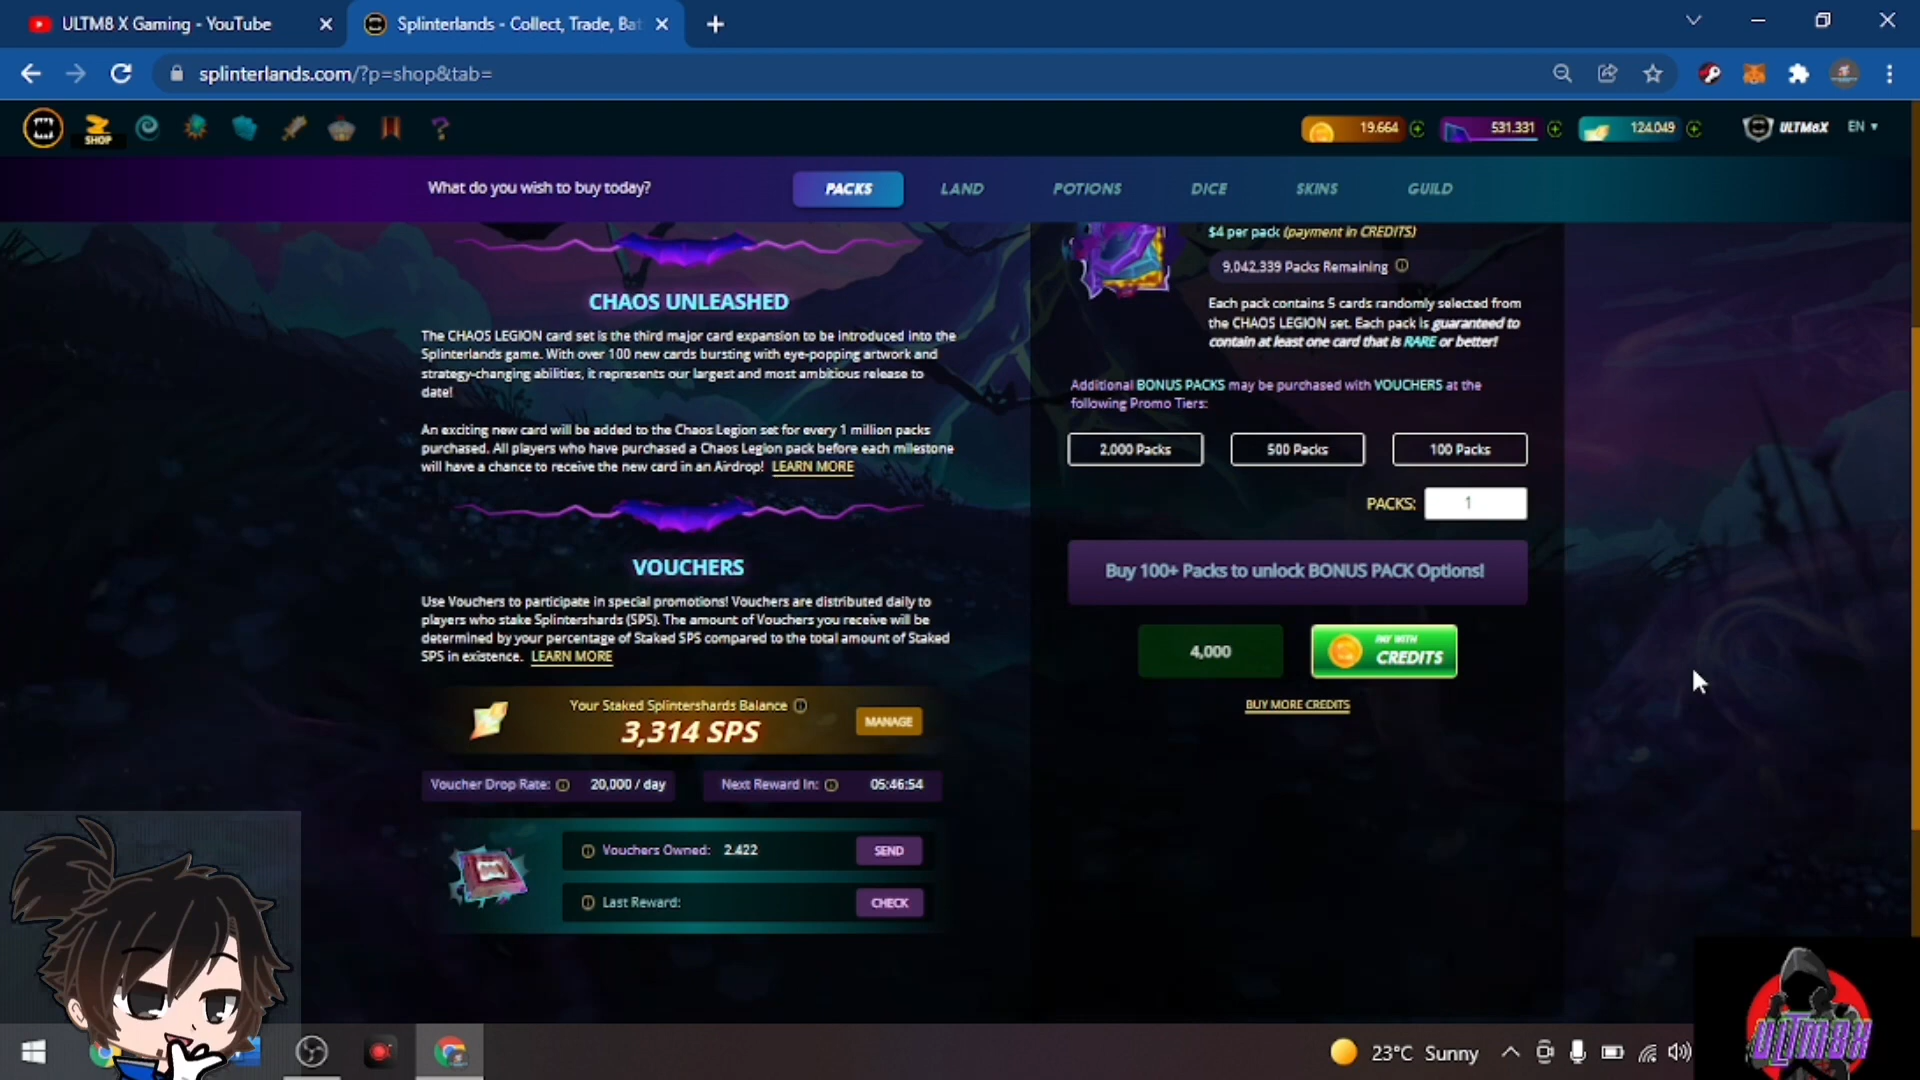 ULTM8 X Gaming - YouTube
Splinterlands - Collect, Trade, Bat
splinterlands.com/?p=shop&tab=
SHOP
19.664
531.331
124.049
ULTM8X
EN
What do you wish to buy today?
PACKS
LAND
POTIONS
DICE
SKINS
GUILD
CHAOS UNLEASHED
The CHAOS LEGION card set is the third major card expansion to be introduced into the
Splinterlands game. With over 100 new cards bursting with eye-popping artwork and
strategy-changing abilities, it represents our largest and most ambitious release to
date!
An exciting new card will be added to the Chaos Legion set for every 1 million packs
purchased. All players who have purchased a Chaos Legion pack before each milestone
will have a chance to receive the new card in an Airdrop! LEARN MORE
VOUCHERS
Use Vouchers to participate in special promotions! Vouchers are distributed daily to
players who stake Splintershards (SPS). The amount of Vouchers you receive will be
determined by your percentage of Staked SPS compared to the total amount of Staked
SPS in existence. LEARN MORE
Your Staked Splintershards Balance
3,314 SPS
MANAGE
Voucher Drop Rate: 20,000 / day
Next Reward In: 05:46:54
Vouchers Owned: 2.422
SEND
Last Reward:
CHECK
$4 per pack (payment in CREDITS)
9,042,339 Packs Remaining
Each pack contains 5 cards randomly selected from
the CHAOS LEGION set. Each pack is guaranteed to
contain at least one card that is RARE or better!
Additional BONUS PACKS may be purchased with VOUCHERS at the
following Promo Tiers:
2,000 Packs
500 Packs
100 Packs
PACKS: 1
Buy 100+ Packs to unlock BONUS PACK Options!
4,000
PAY WITH
CREDITS
BUY MORE CREDITS
23°C Sunny
ULTM8X